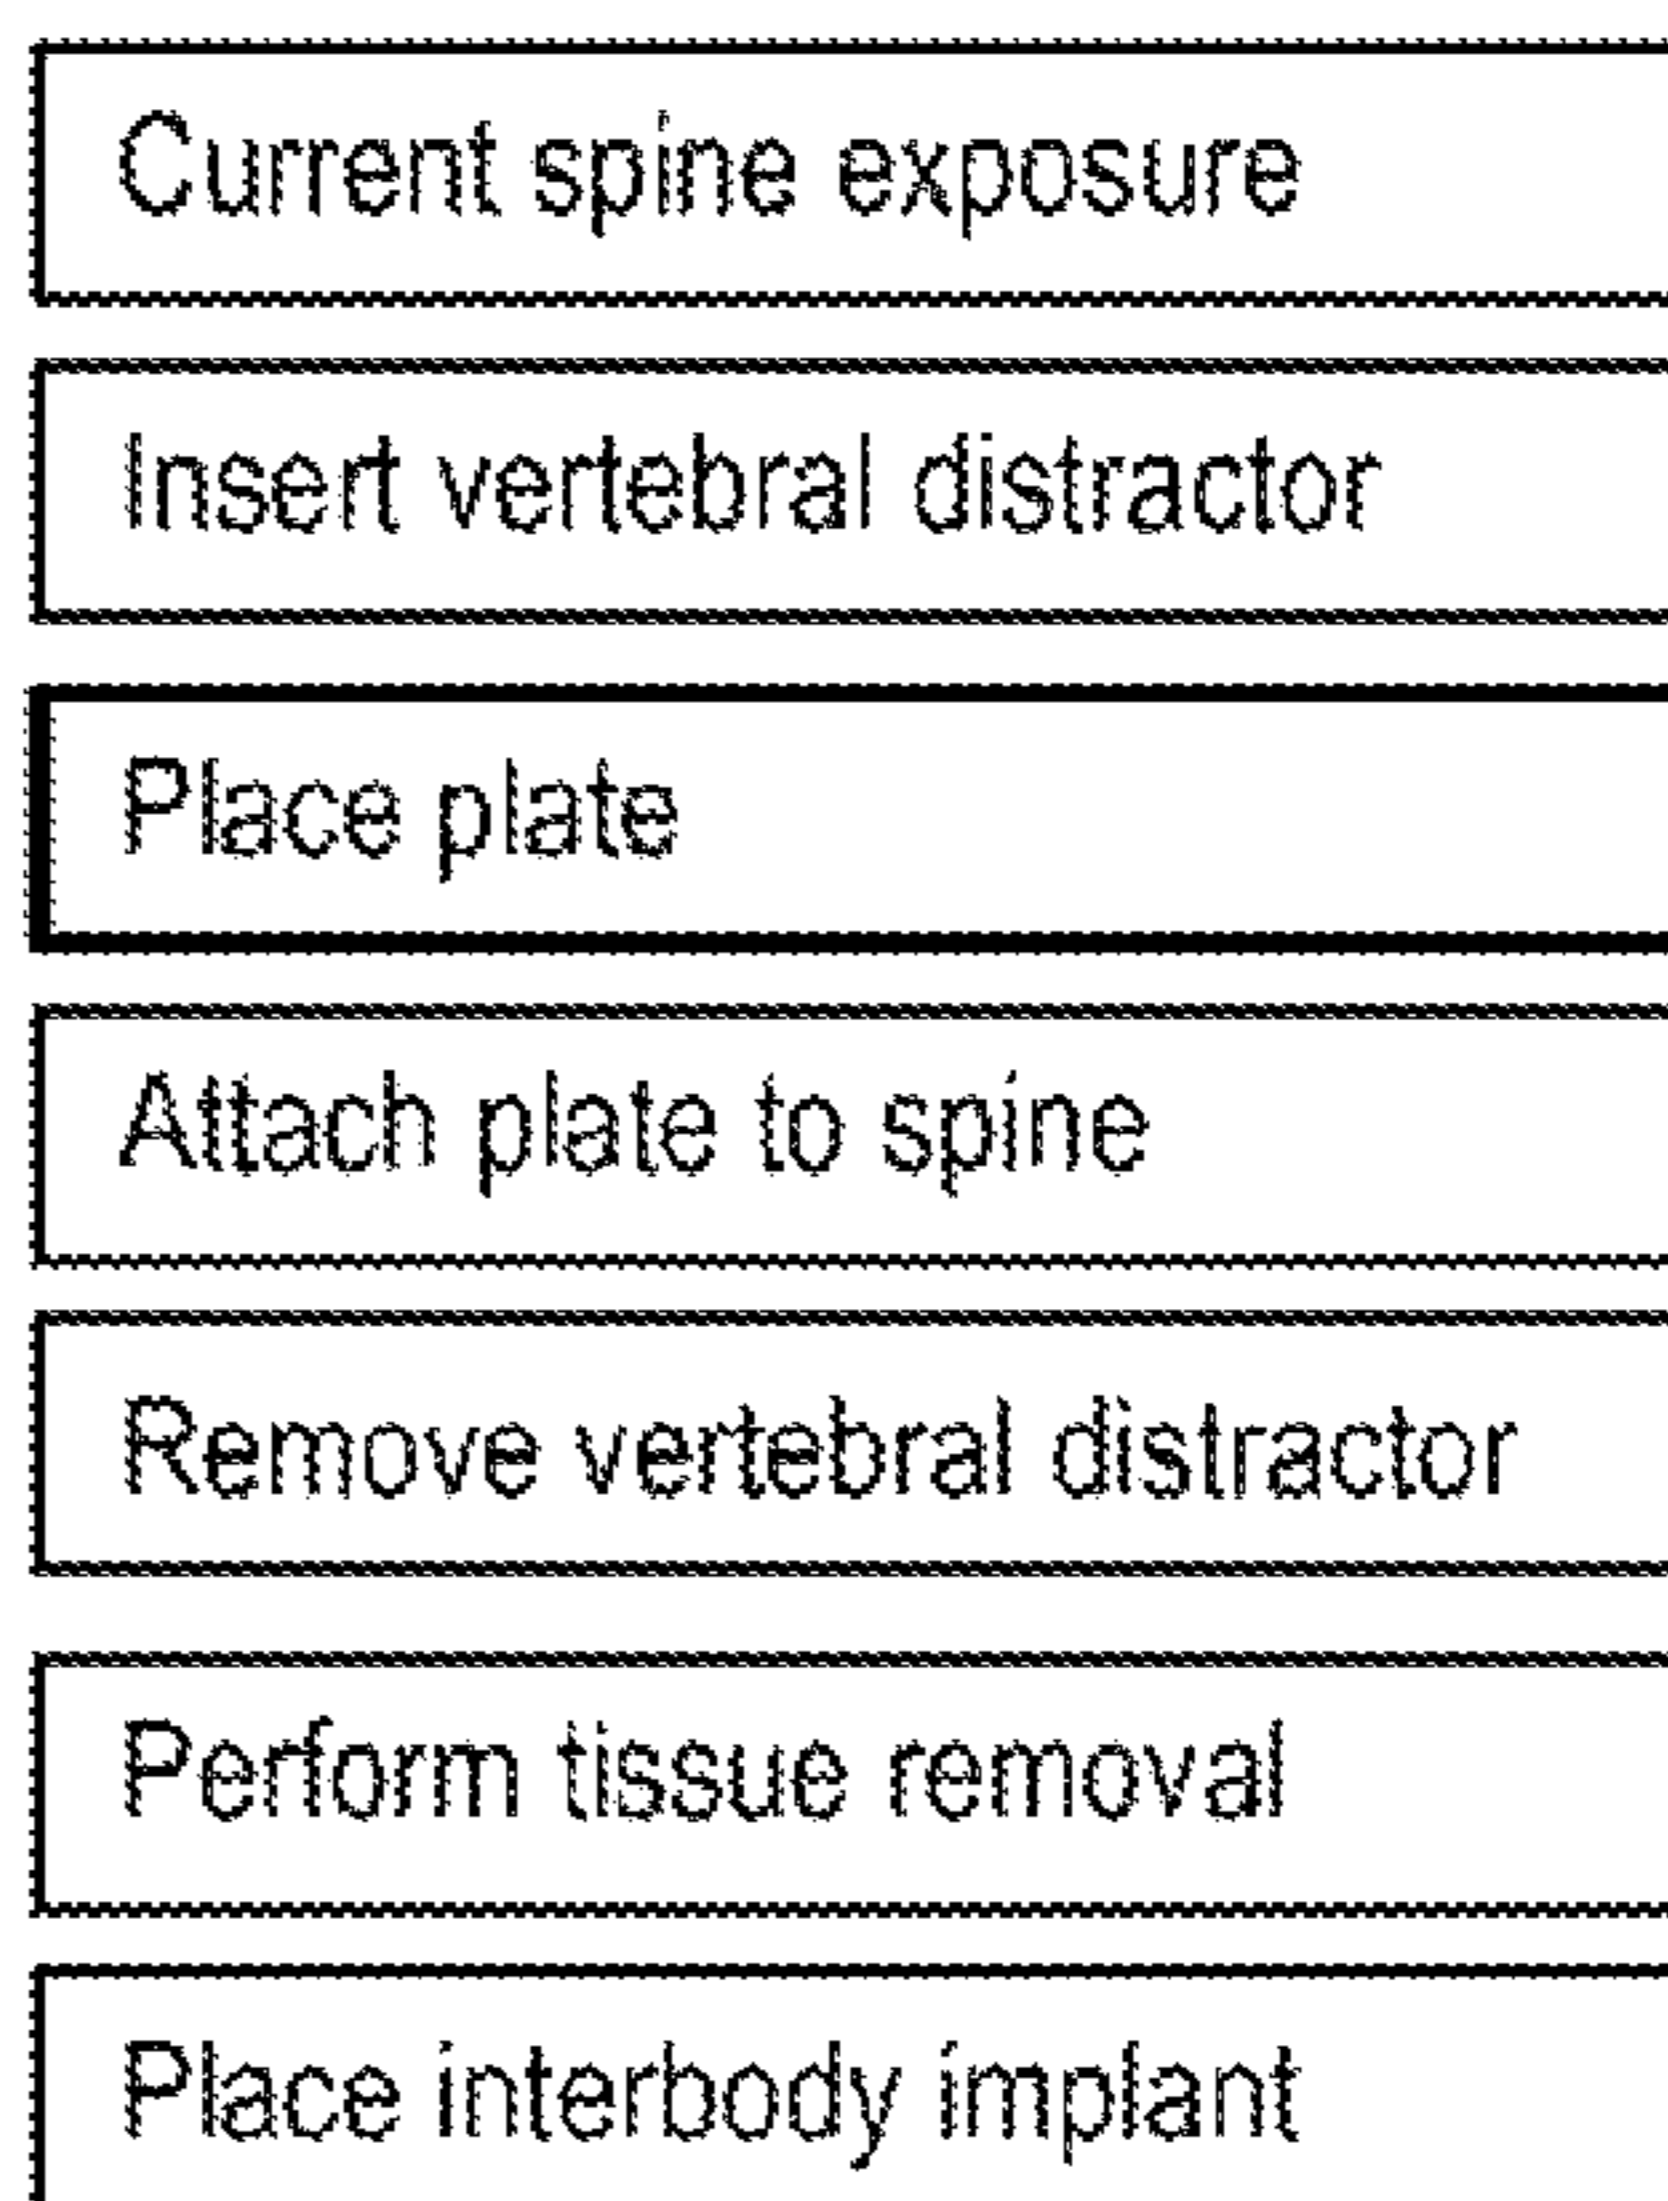 Current spine exposure
Insert vertebral distractor
Place plate
Attach plate to spine
Remove vertebral distractor
Perform tissue removal
Place interbody implant